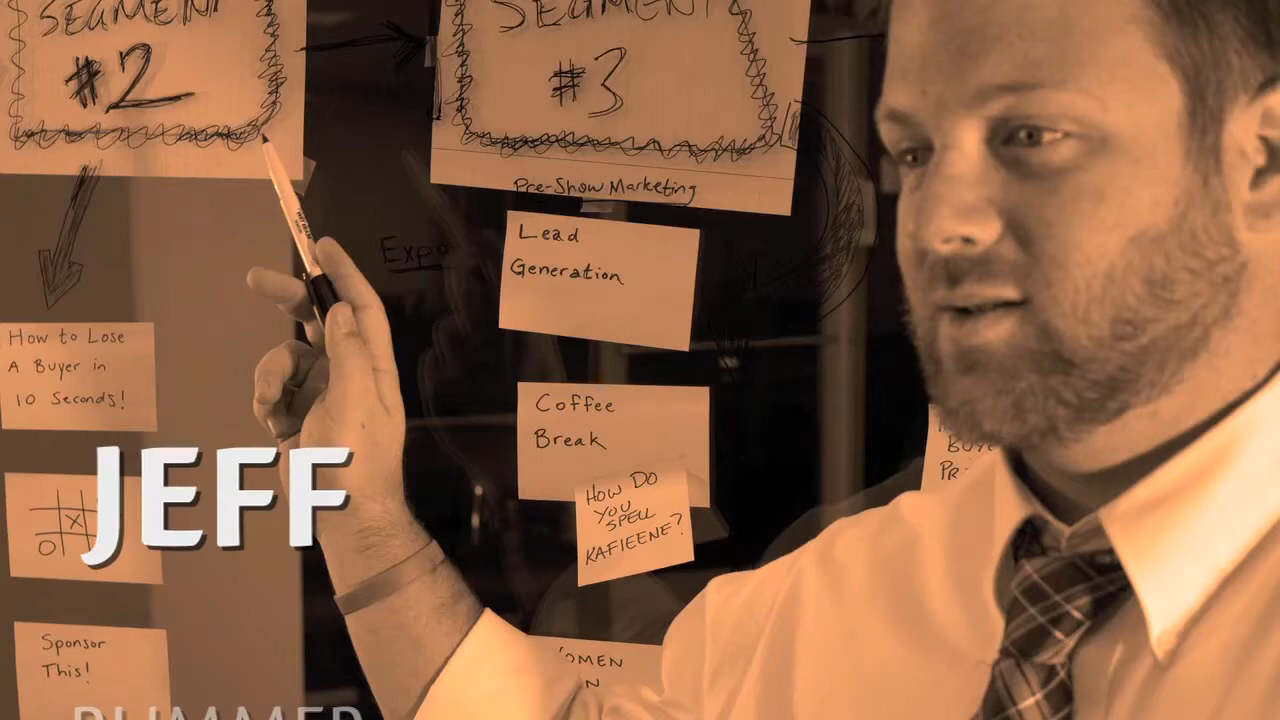 SEGMENT
#2
SEGMENT
#3
Pre-Show Marketing
Expo
Lead
Generation
How to Lose
A Buyer in
10 Seconds!
Coffee
Break
HOW DO
YOU
SPELL
KAFIEENE?
X
O
JEFF
Sponsor
This!